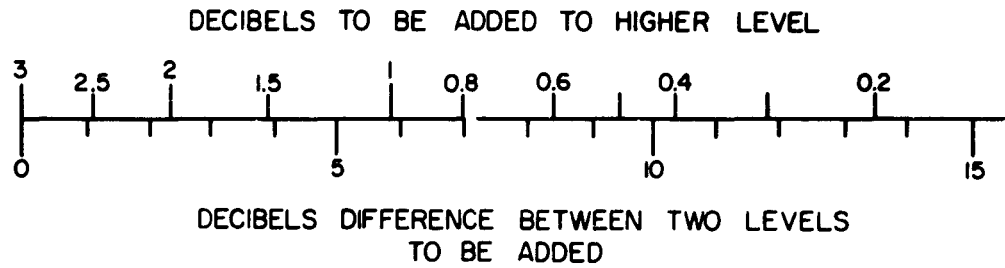 DECIBELS TO BE ADDED TO HIGHER LEVEL
3 2.5 2 1.5 1 0.8 0.6 0.4 0.2
0 5 10 15
DECIBELS DIFFERENCE BETWEEN TWO LEVELS
TO BE ADDED